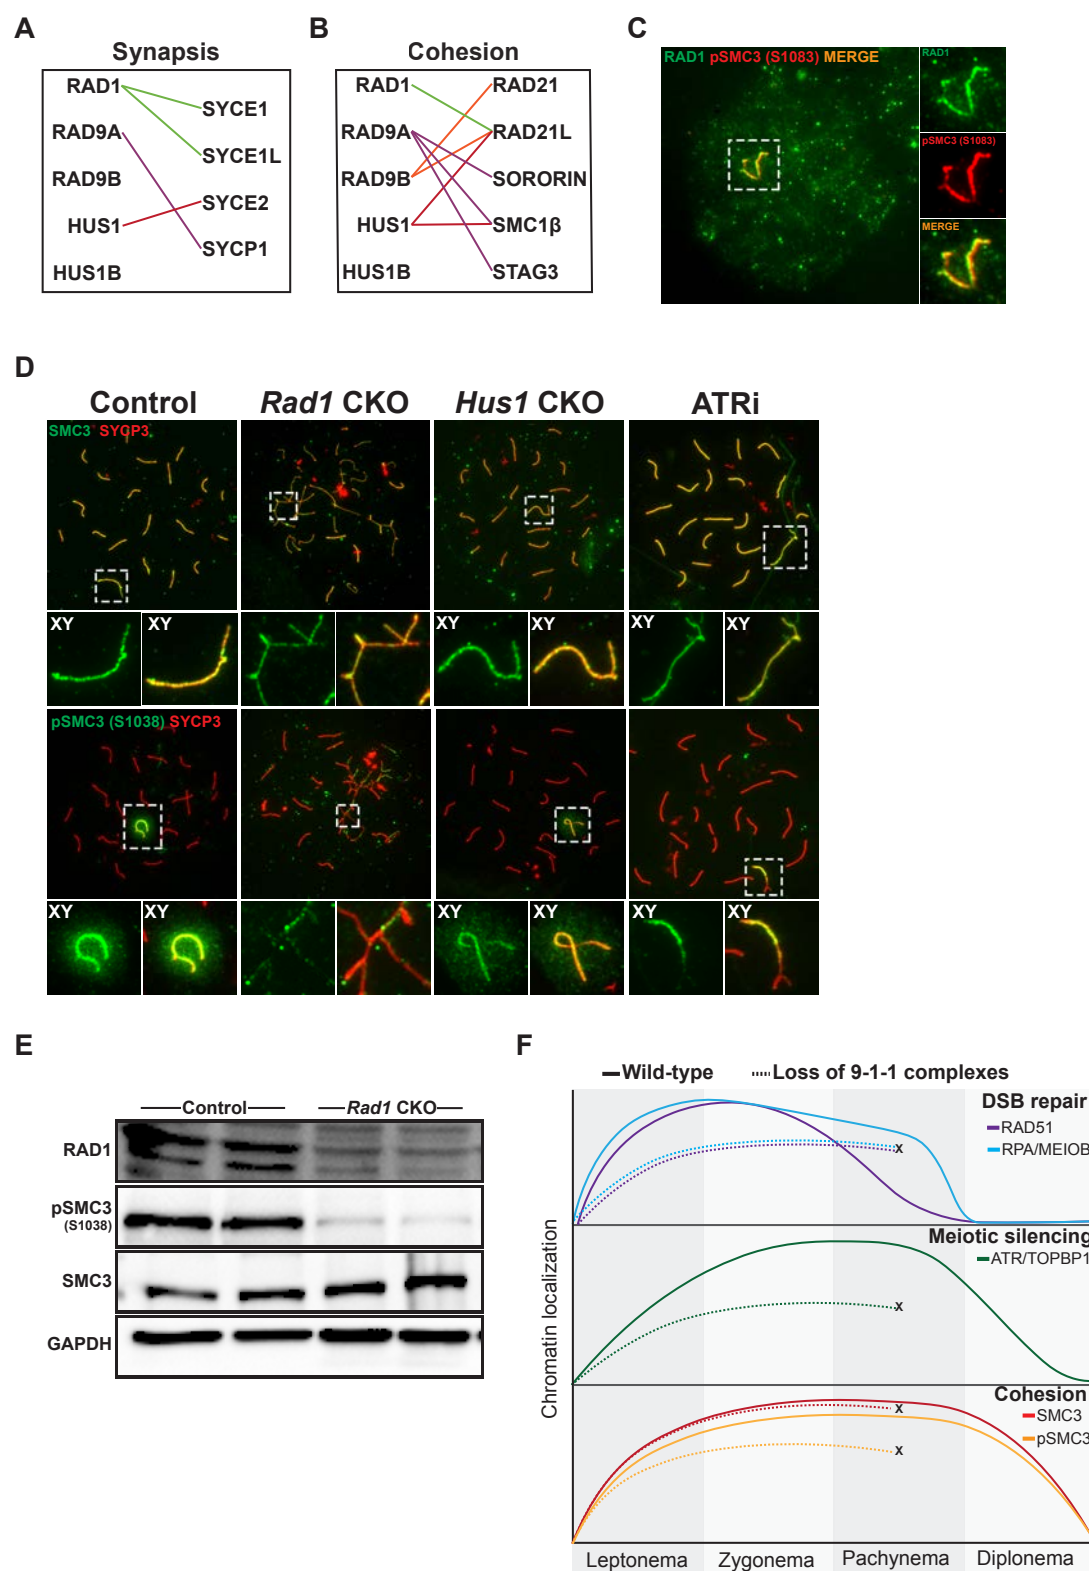 A
Synapsis
RAD1
RAD9A
RAD9B
HUS1
HUS1B
SYCE1
SYCE1L
SYCE2
SYCP1
B
Cohesion
RAD1
RAD9A
RAD9B
HUS1
HUS1B
RAD21
RAD21L
SORORIN
SMC1β
STAG3
C
RAD1 pSMC3 (S1083) MERGE
RAD1
pSMC3 (S1083)
MERGE
D
Control
Rad1 CKO
Hus1 CKO
ATRi
SMC3 SYCP3
XY
XY
XY
XY
XY
XY
pSMC3 (S1038) SYCP3
XY
XY
XY
XY
XY
XY
E
Control
Rad1 CKO
RAD1
pSMC3
(S1038)
SMC3
GAPDH
F
Wild-type
Loss of 9-1-1 complexes
Chromatin localization
DSB repair
RAD51
RPA/MEIOB
x
Meiotic silencing
ATR/TOPBP1
x
Cohesion
SMC3
pSMC3
x
x
Leptonema
Zygonema
Pachynema
Diplonema